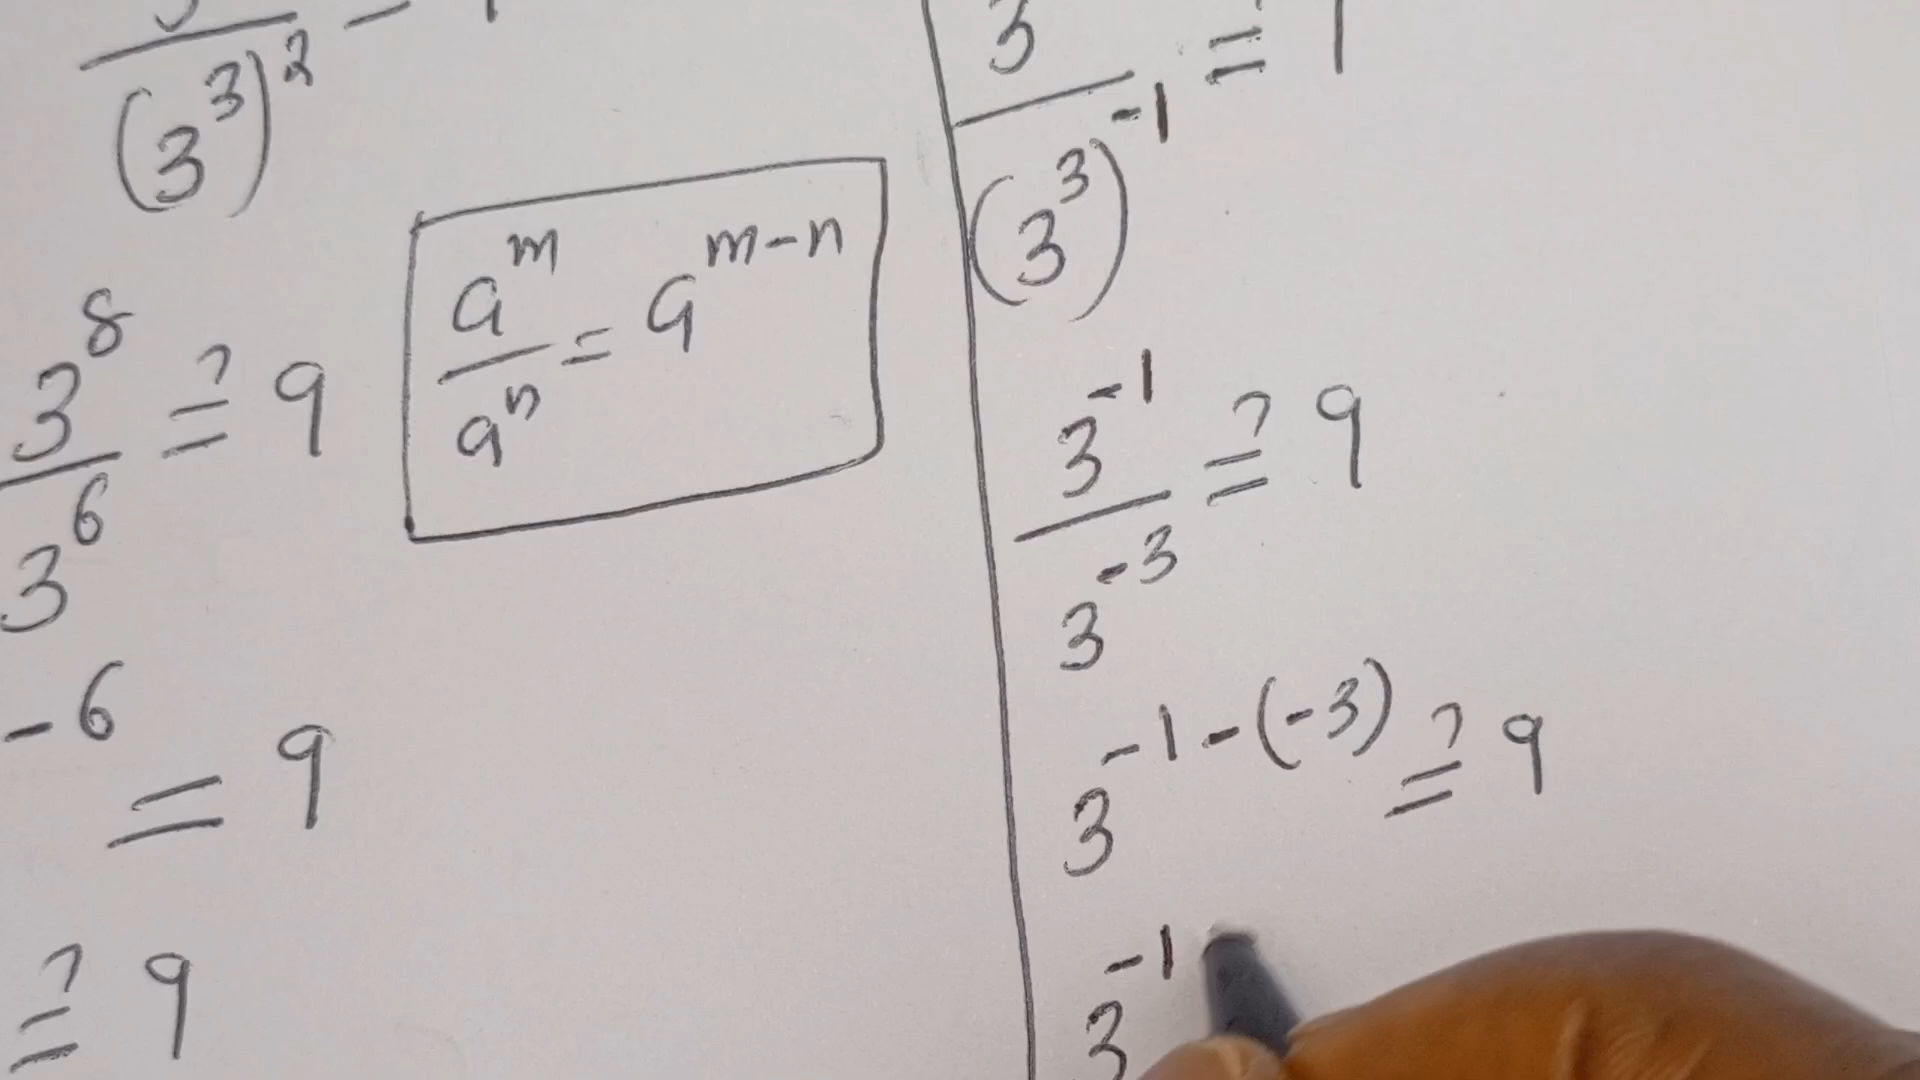 (3^3)^2
3^8/3^6 ≟ 9
-6 = 9
≟ 9
a^m/a^n = a^(m-n)
3/(3^3)^-1 ≟
3^-1/3^-3 ≟ 9
3^(-1-(-3)) ≟ 9
3^-1